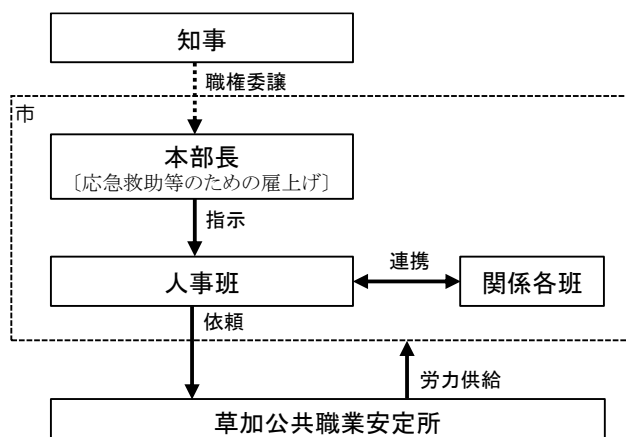 知事
職権委譲
市
本部長
〔応急救助等のための雇上げ〕
指示
人事班
連携
関係各班
依頼
労力供給
草加公共職業安定所